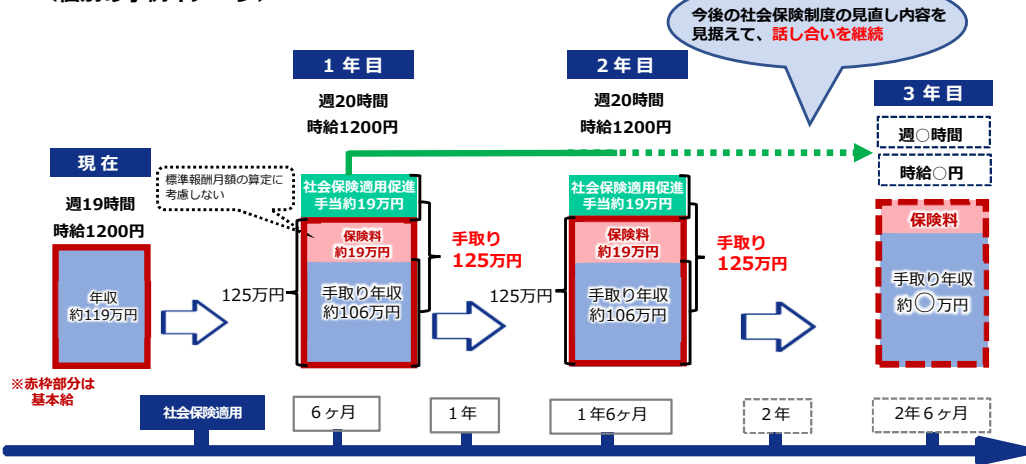 今後の社会保険制度の見直し内容を
見据えて、話し合いを継続
1年目
週20時間
時給1200円
2年目
週20時間
時給1200円
3年目
週○時間
時給○円
現在
週19時間
時給1200円
標準報酬月額の算定に
考慮しない
社会保険適用促進
手当約19万円
保険料
約19万円
手取り
125万円
125万円
手取り年収
約106万円
社会保険適用促進
手当約19万円
保険料
約19万円
手取り
125万円
125万円
手取り年収
約106万円
保険料
手取り年収
約○万円
年収
約119万円
※赤枠部分は
基本給
社会保険適用
6ヶ月
1年
1年6ヶ月
2年
2年6ヶ月